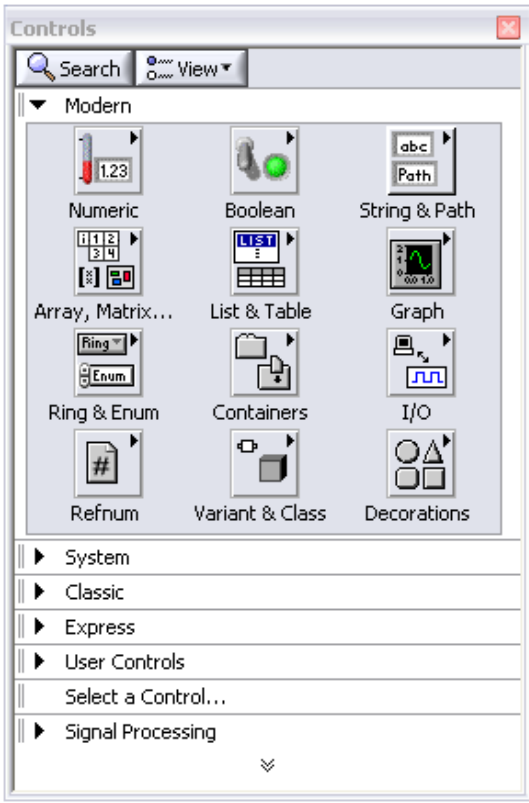 Controls
Search View
Modern
1.23 abc
Path
Numeric Boolean String & Path
i 1 2 LIST
3 4
Array, Matrix... List & Table Graph
Ring
Enum
Ring & Enum Containers I/O
#
Refnum Variant & Class Decorations
System
Classic
Express
User Controls
Select a Control...
Signal Processing